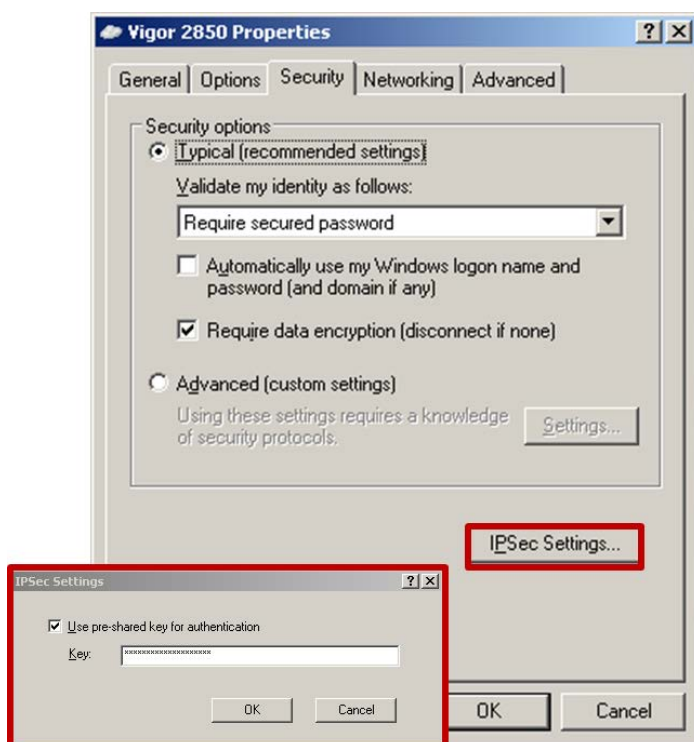 Vigor 2850 Properties
General Options Security Networking Advanced
Security options
Typical (recommended settings)
Validate my identity as follows:
Require secured password
Automatically use my Windows logon name and
password (and domain if any)
Require data encryption (disconnect if none)
Advanced (custom settings)
Using these settings requires a knowledge
of security protocols.
Settings...
IPSec Settings...
IPSec Settings
Use pre-shared key for authentication
Key:
OK Cancel
OK Cancel